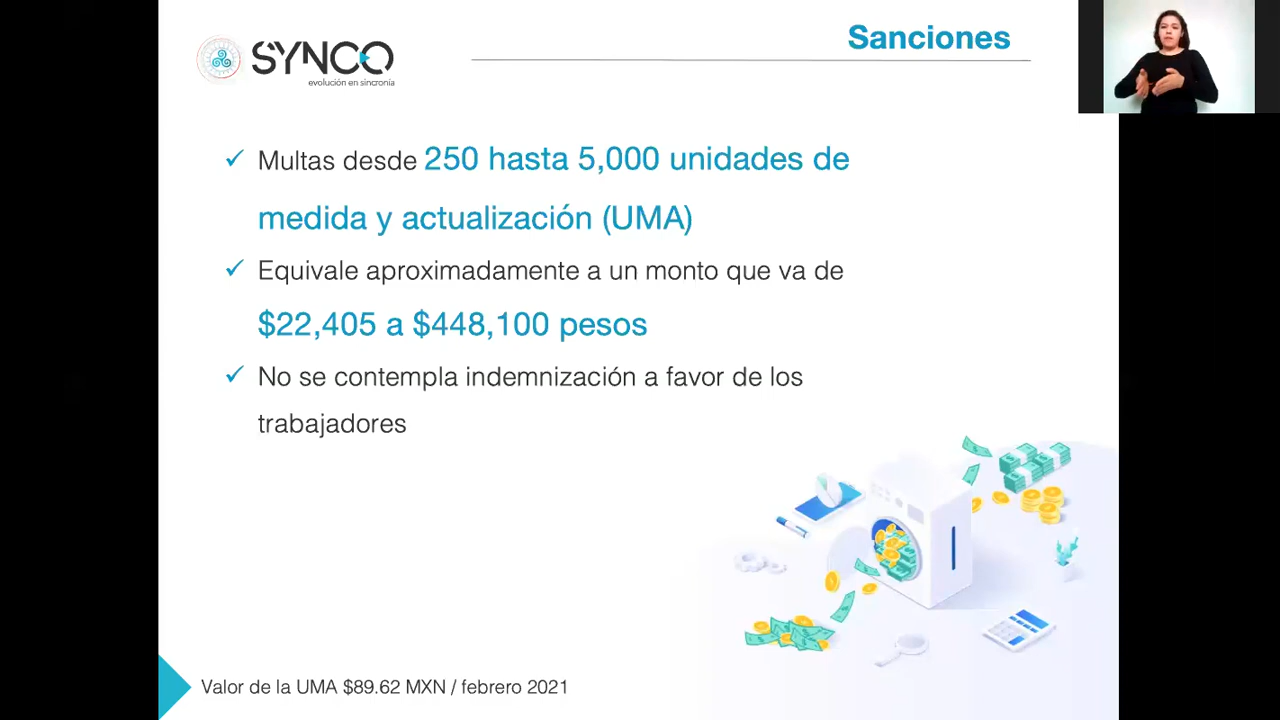 SYNCO
evolución en sincronía
Sanciones
Multas desde 250 hasta 5,000 unidades de
medida y actualización (UMA)
Equivale aproximadamente a un monto que va de
$22,405 a $448,100 pesos
No se contempla indemnización a favor de los
trabajadores
Valor de la UMA $89.62 MXN / febrero 2021